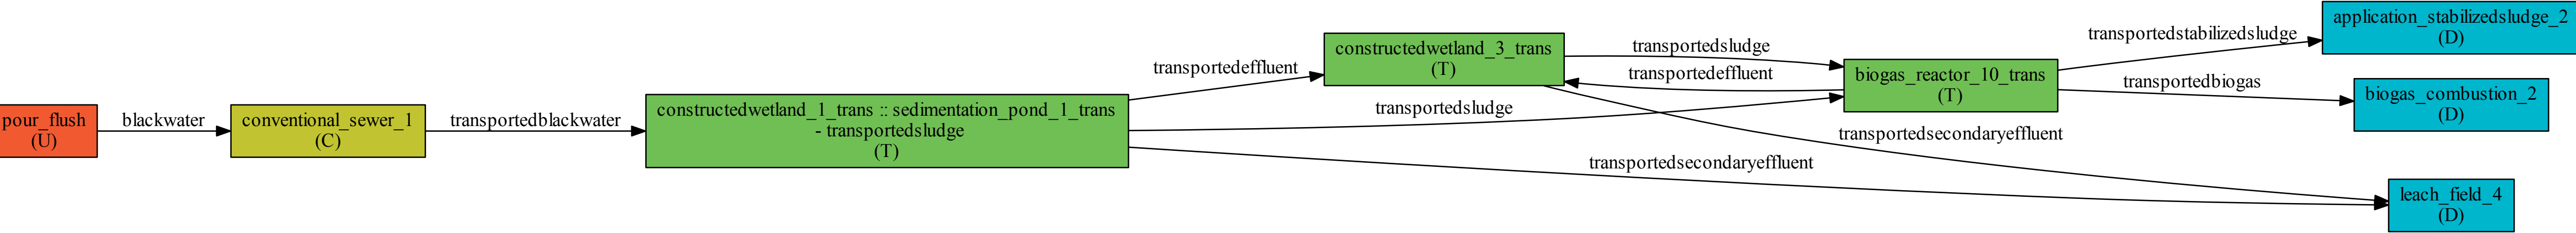 pour_flush
(U)
blackwater
conventional_sewer_1
(C)
transportedblackwater
constructedwetland_1_trans :: sedimentation_pond_1_trans
- transportedsludge
(T)
transportedeffluent
transportedsludge
transportedsecondaryeffluent
constructedwetland_3_trans
(T)
transportedsludge
transportedeffluent
transportedsecondaryeffluent
biogas_reactor_10_trans
(T)
transportedstabilizedsludge
transportedbiogas
application_stabilizedsludge_2
(D)
biogas_combustion_2
(D)
leach_field_4
(D)